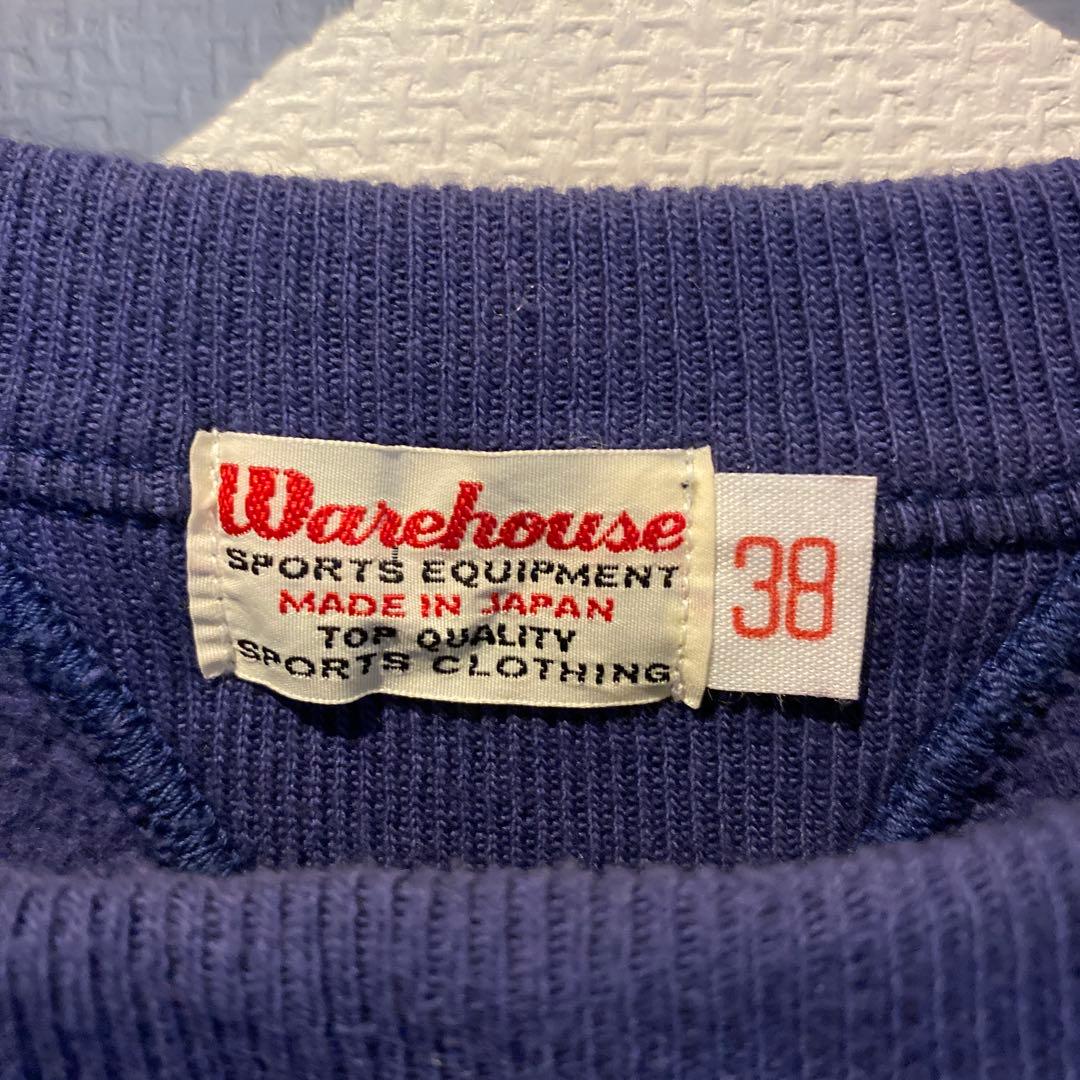 Warehouse
SPORTS EQUIPMENT
MADE IN JAPAN
TOP QUALITY
SPORTS CLOTHING
38